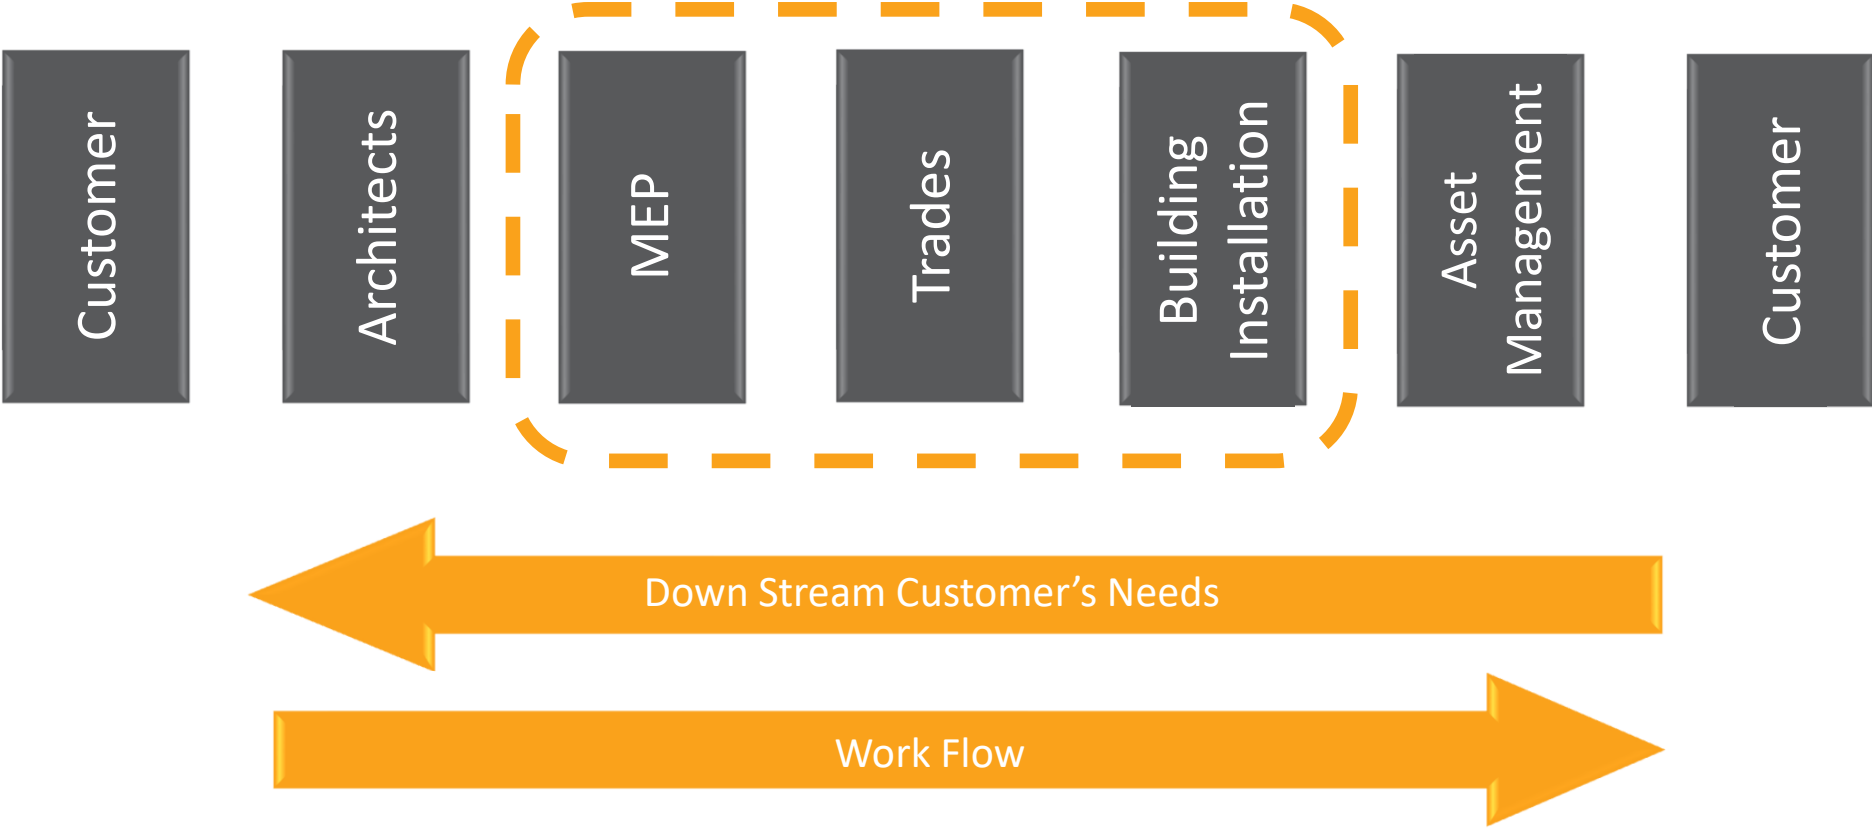 Customer
Architects
MEP
Trades
Building
Installation
Asset
Management
Customer
Down Stream Customer’s Needs
Work Flow